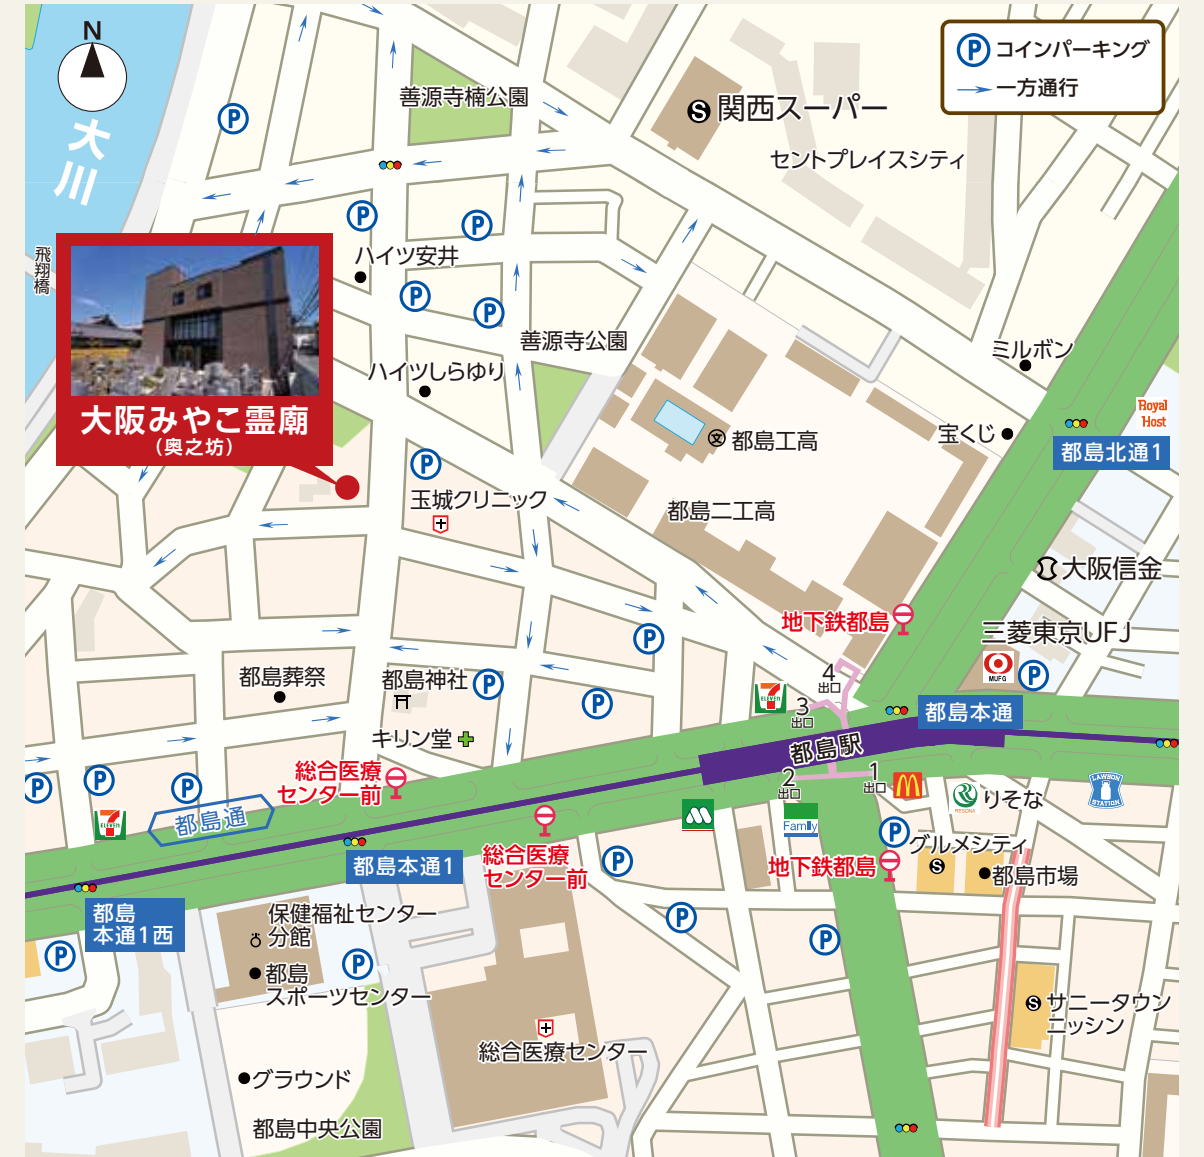 N
大川
飛翔橋
P
コインパーキング
一方通行
善源寺楠公園
P
S
関西スーパー
セントプレイスシティ
P
P
ハイツ安井
P
P
善源寺公園
ハイツしらゆり
ミルボン
Royal
Host
大阪みやこ霊廟
(奥之坊)
文
都島工高
宝くじ
都島北通1
P
玉城クリニック
都島二工高
大阪信金
地下鉄都島
三菱東京UFJ
MUFG
P
P
都島葬祭
都島神社
P
P
7
ELEVEN
4
出口
3
出口
都島本通
キリン堂
都島駅
総合医療
センター前
2
出口
1
出口
M
りそな
RESONA
LAWSON
STATION
P
P
P
7
ELEVEN
都島通
FamilyMart
P
グルメシティ
S
都島本通1
総合医療
センター前
P
地下鉄都島
都島市場
都島
本通1西
保健福祉センター
分館
P
P
P
P
都島
スポーツセンター
S
サニータウン
ニッシン
総合医療センター
グラウンド
都島中央公園